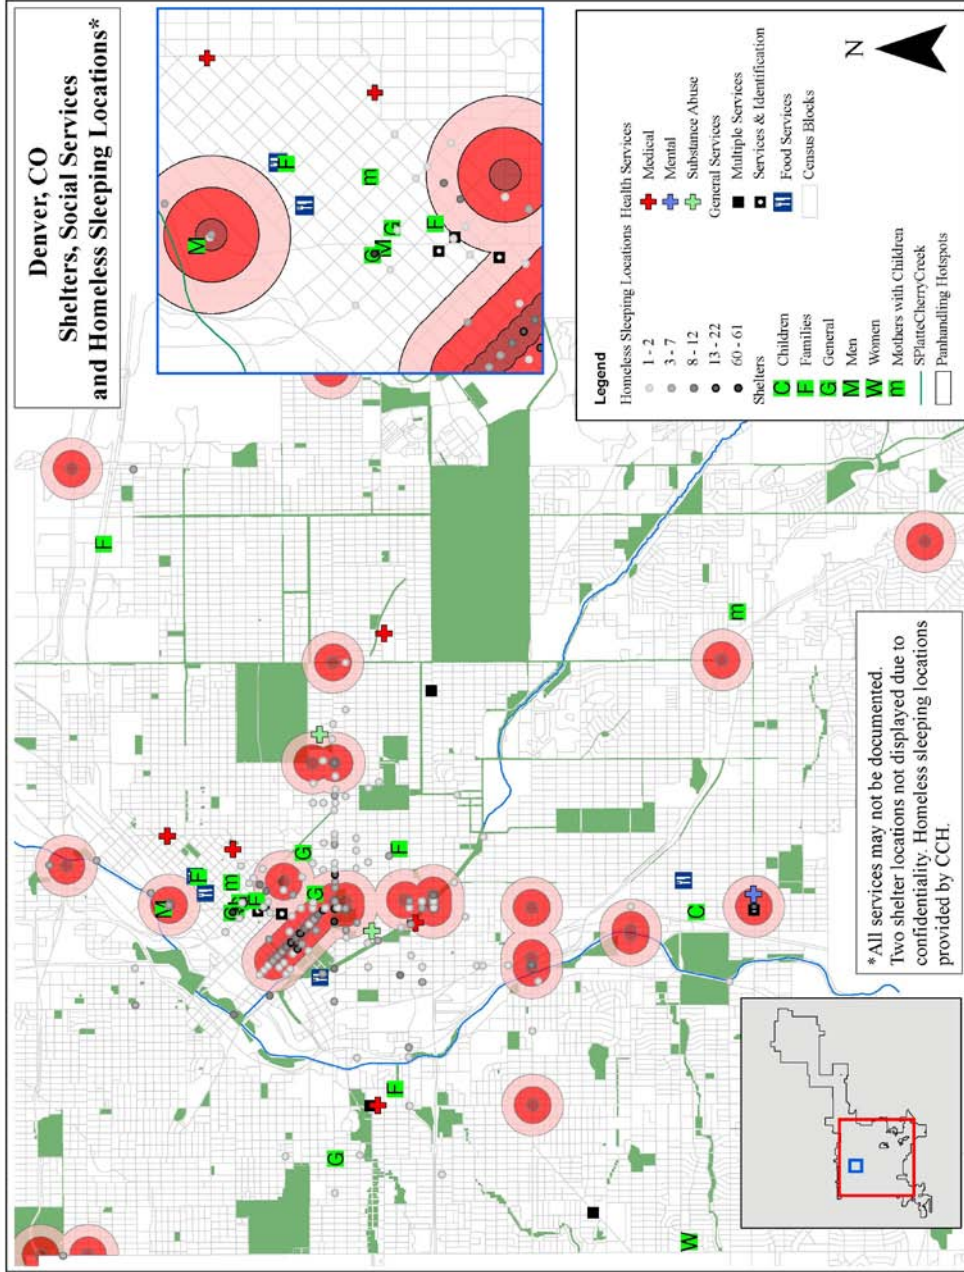 Denver, CO
Shelters, Social Services
and Homeless Sleeping Locations*
M
F
m
G
M
G
F
Legend
Homeless Sleeping Locations
1 - 2
3 - 7
8 - 12
13 - 22
60 - 61
Shelters
C Children
F Families
G General
M Men
W Women
m Mothers with Children
SPlatteCherryCreek
Panhandling Hotspots
Health Services
Medical
Mental
Substance Abuse
General Services
Multiple Services
Services & Identification
Food Services
Census Blocks
N
F
M
F
m
G
F
G
G
F
F
G
C
W
m
*All services may not be documented.
Two shelter locations not displayed due to
confidentiality. Homeless sleeping locations
provided by CCH.